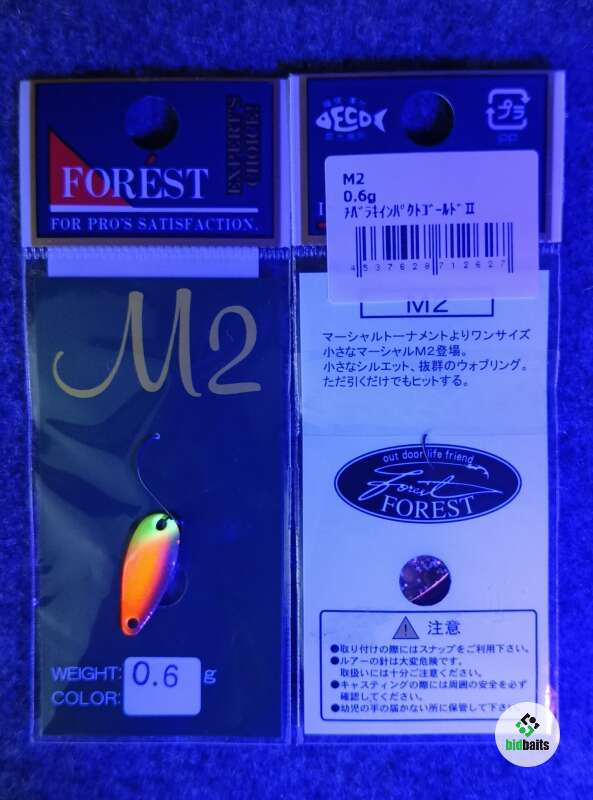 FOREST
EXPERT'S
CHOICE!
FOR PRO'S SATISFACTION.
M2
WEIGHT: 0.6 g
COLOR:
ECO
プラ
PP
M2
0.6g
ﾁﾊﾞﾗｷｲﾝﾊﾟｸﾄｺﾞｰﾙﾄﾞⅡ
4 537628 712627
M2
マーシャルトーナメントよりワンサイズ
小さなマーシャルM2登場。
小さなシルエット、抜群のウォブリング。
ただ引くだけでもヒットする。
out door life friend
Forest
FOREST
注意
●取り付けの際にはスナップをご利用下さい。
●ルアーの針は大変危険です。
取扱いには十分ご注意ください。
●キャスティングの際には周囲の安全を必ず
確認してください。
●幼児の手の届かない所に保管して下
bidbaits